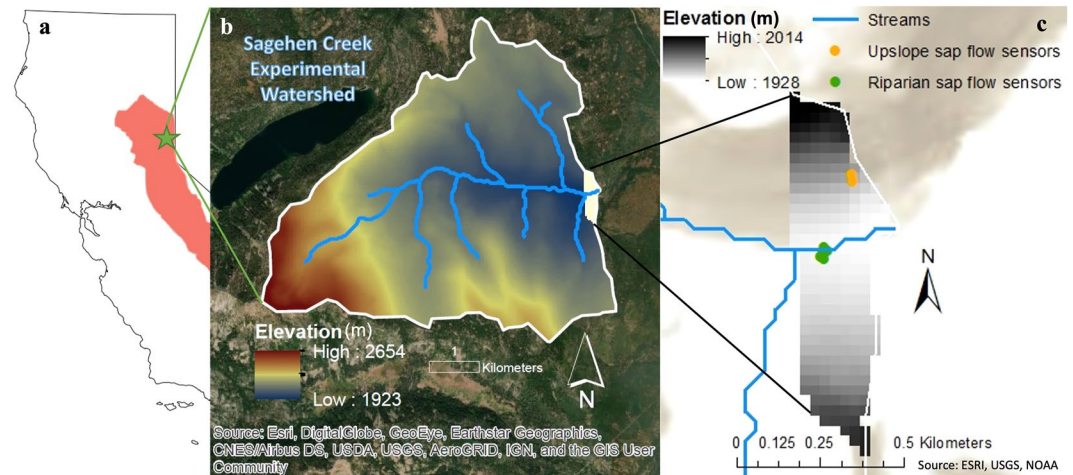 a
b
Sagehen Creek
Experimental
Watershed
Elevation (m)
High : 2654
Low : 1923
1
Kilometers
N
Source: Esri, DigitalGlobe, GeoEye, Earthstar Geographics,
CNES/Airbus DS, USDA, USGS, AeroGRID, IGN, and the GIS User
Community
Elevation (m)
High : 2014
Low : 1928
Streams
c
Upslope sap flow sensors
Riparian sap flow sensors
N
0 0.125 0.25 0.5 Kilometers
Source: ESRI, USGS, NOAA